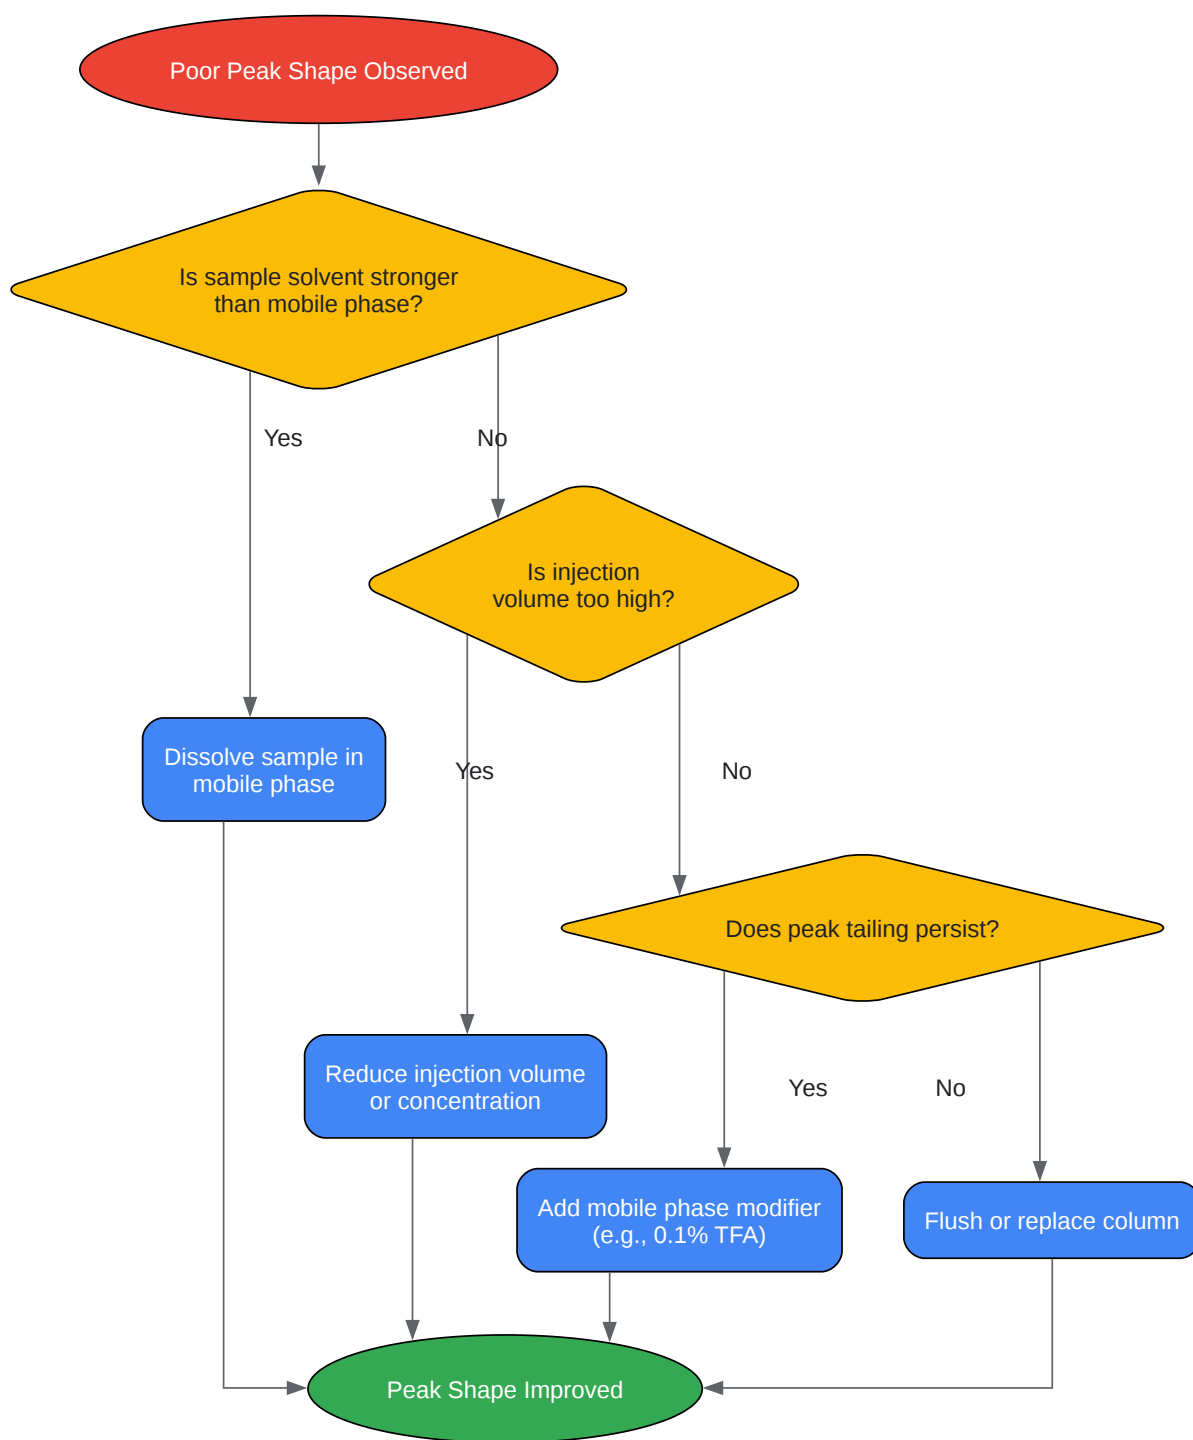 Poor Peak Shape Observed
Is sample solvent stronger
than mobile phase?
Yes
No
Is injection
volume too high?
Dissolve sample in
mobile phase
Yes
No
Does peak tailing persist?
Reduce injection volume
or concentration
Yes
No
Add mobile phase modifier
(e.g., 0.1% TFA)
Flush or replace column
Peak Shape Improved